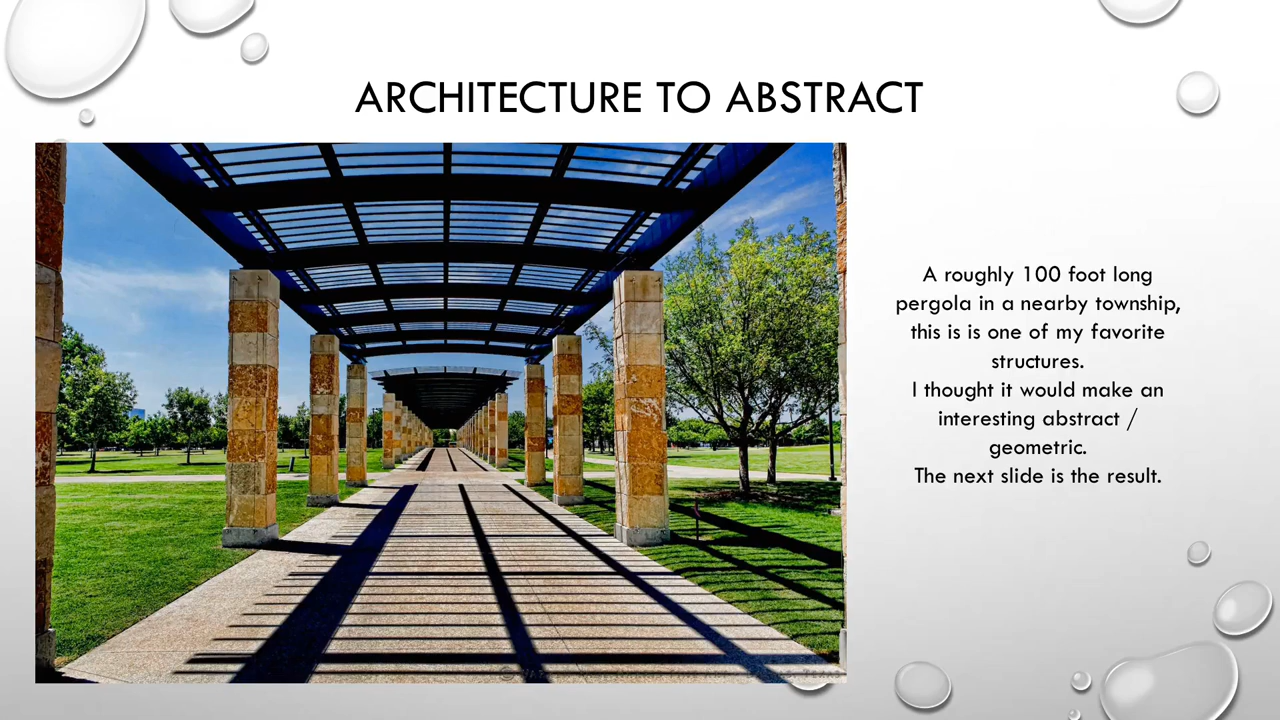 ARCHITECTURE TO ABSTRACT
A roughly 100 foot long
pergola in a nearby township,
this is is one of my favorite
structures.
I thought it would make an
interesting abstract /
geometric.
The next slide is the result.